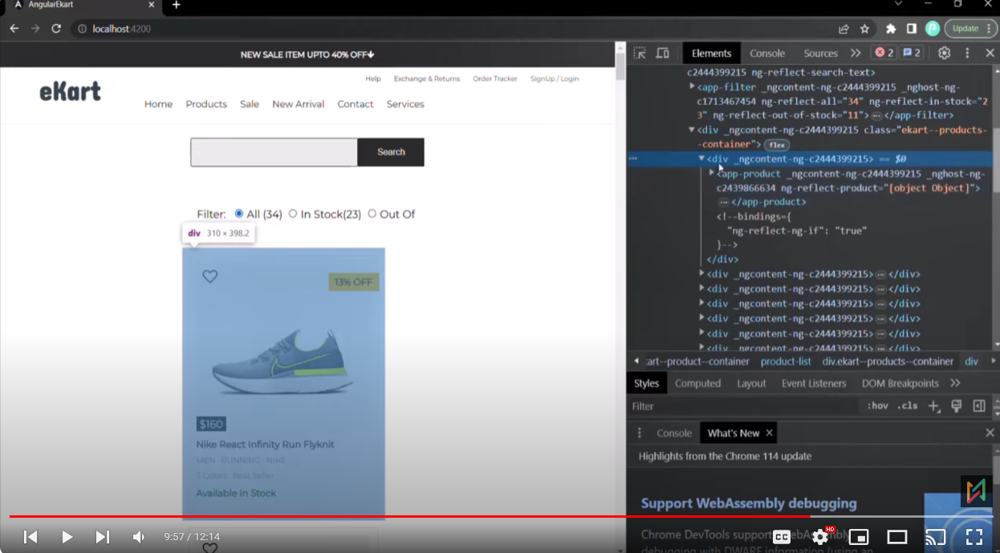 AngularEkart
localhost:4200
Update
NEW SALE ITEM UPTO 40% OFF
Help Exchange & Returns Order Tracker SignUp / Login
eKart
Home Products Sale New Arrival Contact Services
Search
Filter: All (34) In Stock(23) Out Of
div 310 × 398.2
13% OFF
$160
Nike React Infinity Run Flyknit
MEN RUNNING NIKE
3 Colors Best Seller
Available in Stock
Elements Console Sources 2 2
c2444399215 ng-reflect-search-text>
<app-filter _ngcontent-ng-c2444399215 _nghost-ng-
c1713467454 ng-reflect-all="34" ng-reflect-in-stock="2
3" ng-reflect-out-of-stock="11"> … </app-filter>
<div _ngcontent-ng-c2444399215 class="ekart--products-
-container"> flex
… <div _ngcontent-ng-c2444399215> == $0
<app-product _ngcontent-ng-c2444399215 _nghost-ng-
c2439866634 ng-reflect-product="[object Object]">
… </app-product>
<!--bindings={
"ng-reflect-ng-if": "true"
}-->
</div>
<div _ngcontent-ng-c2444399215> … </div>
<div _ngcontent-ng-c2444399215> … </div>
<div _ngcontent-ng-c2444399215> … </div>
<div _ngcontent-ng-c2444399215> … </div>
<div _ngcontent-ng-c2444399215> … </div>
<div _ngcontent-ng-c2444399215> … </div>
art--product--container product-list div.ekart--products--container div
Styles Computed Layout Event Listeners DOM Breakpoints
Filter :hov .cls
Console What's New
Highlights from the Chrome 114 update
Support WebAssembly debugging
Chrome DevTools support
debugging with DWARF information (using an
9:57 / 12:14
CC HD